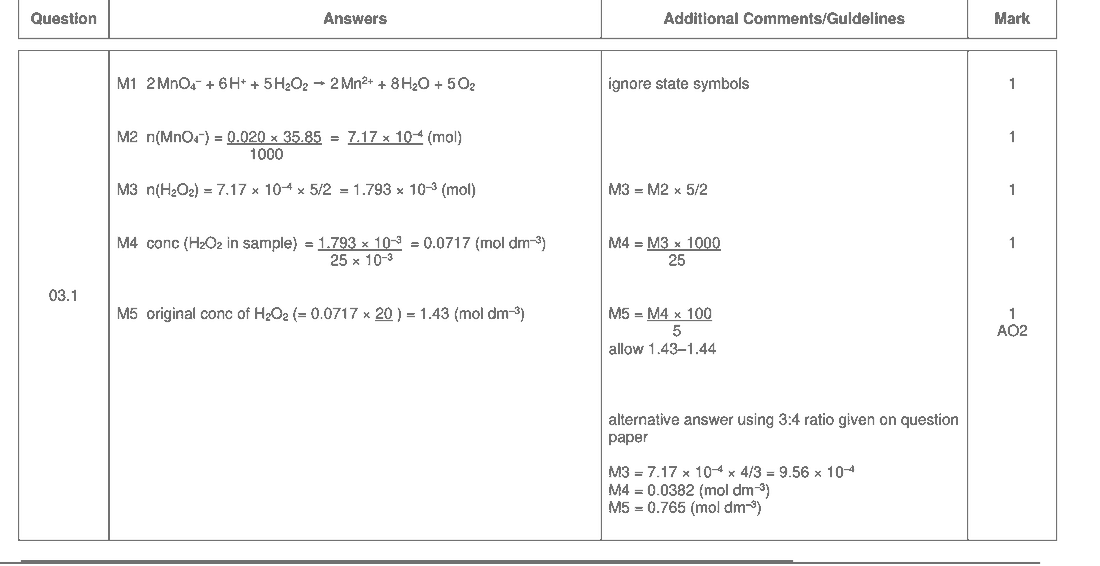 Question Answers Additional Comments/Guidelines Mark
03.1
M1 2MnO₄⁻ + 6H⁺ + 5H₂O₂ → 2Mn²⁺ + 8H₂O + 5O₂ ignore state symbols 1
M2 n(MnO₄⁻) = 0.020 × 35.85 = 7.17 × 10⁻⁴ (mol) 1
1000
M3 n(H₂O₂) = 7.17 × 10⁻⁴ × 5/2 = 1.793 × 10⁻³ (mol) M3 = M2 × 5/2 1
M4 conc (H₂O₂ in sample) = 1.793 × 10⁻³ = 0.0717 (mol dm⁻³) M4 = M3 × 1000 1
25 × 10⁻³ 25
M5 original conc of H₂O₂ (= 0.0717 × 20 ) = 1.43 (mol dm⁻³) M5 = M4 × 100 1
5 AO2
allow 1.43–1.44
alternative answer using 3:4 ratio given on question
paper
M3 = 7.17 × 10⁻⁴ × 4/3 = 9.56 × 10⁻⁴
M4 = 0.0382 (mol dm⁻³)
M5 = 0.765 (mol dm⁻³)